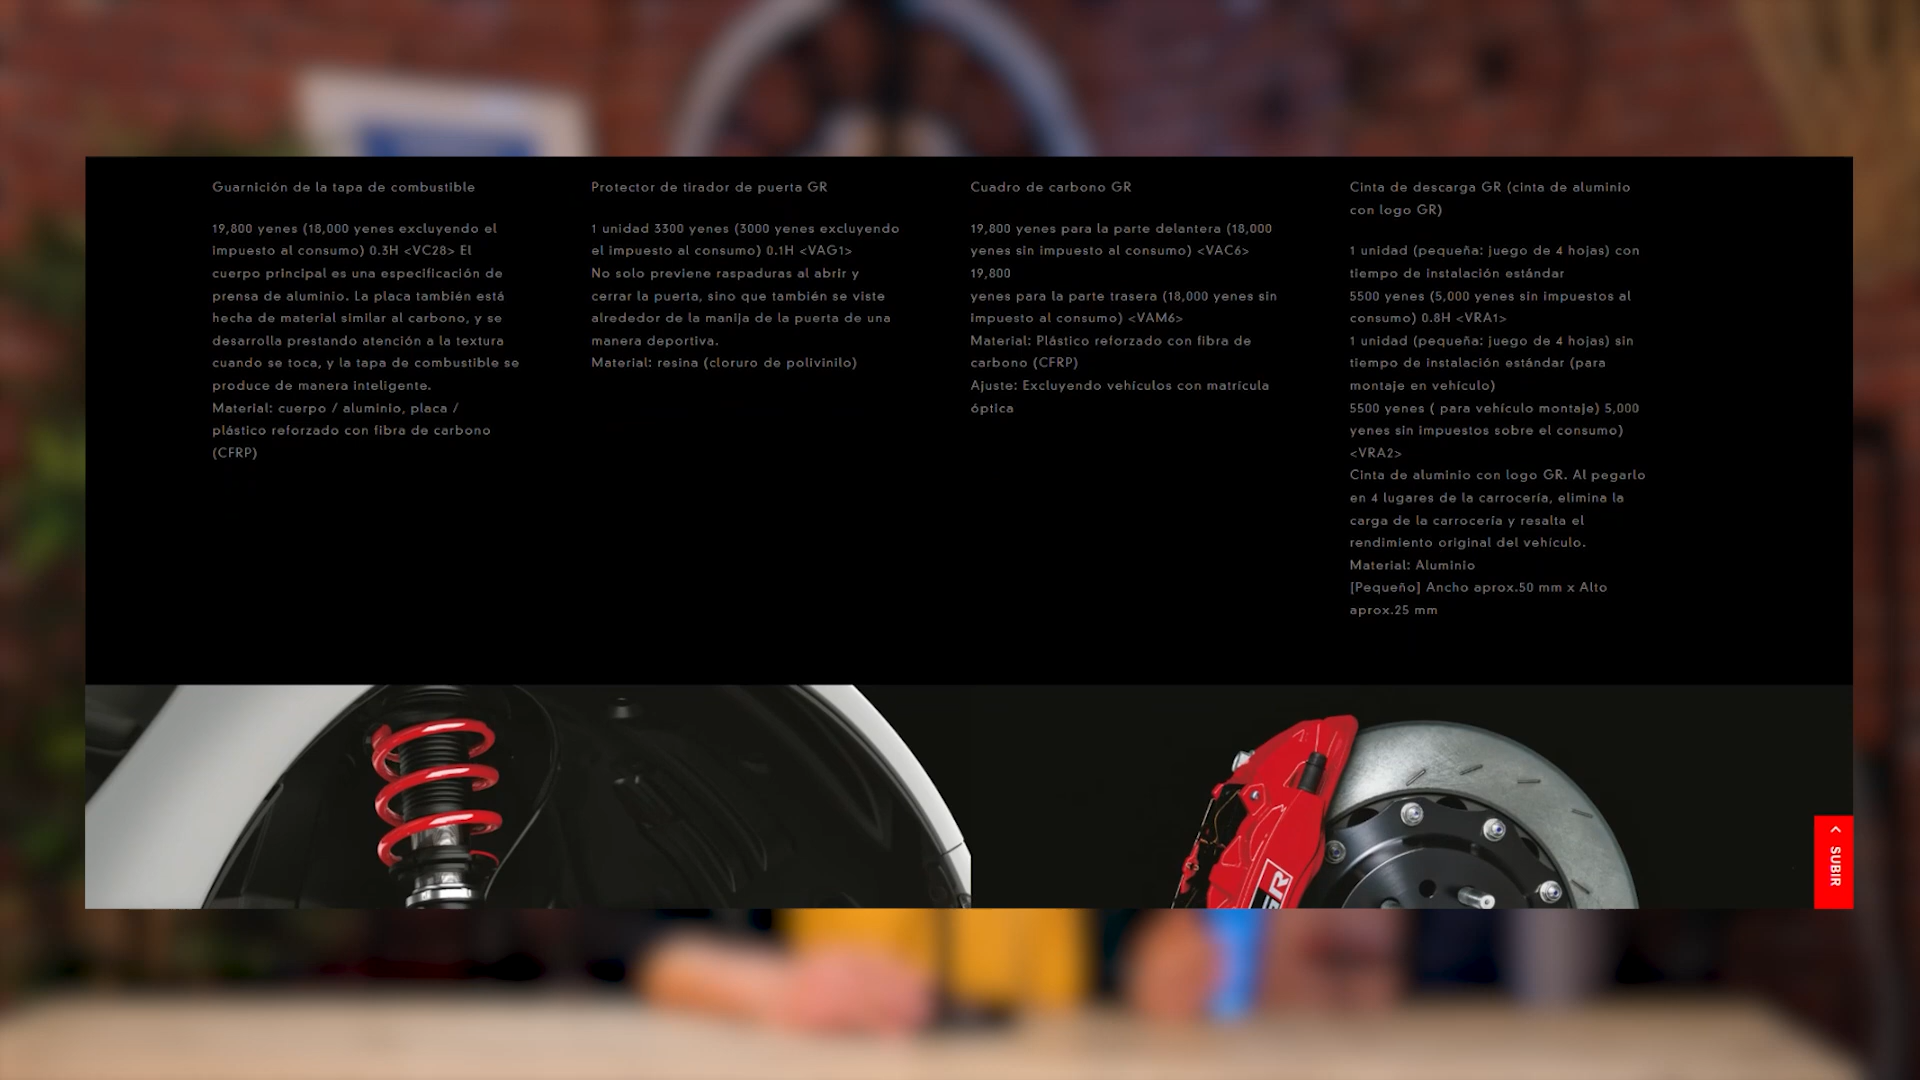 Guarnición de la tapa de combustible
19,800 yenes (18,000 yenes excluyendo el
impuesto al consumo) 0.3H <VC28> El
cuerpo principal es una especificación de
prensa de aluminio. La placa también está
hecha de material similar al carbono, y se
desarrolla prestando atención a la textura
cuando se toca, y la tapa de combustible se
produce de manera inteligente.
Material: cuerpo / aluminio, placa /
plástico reforzado con fibra de carbono
(CFRP)
Protector de tirador de puerta GR
1 unidad 3300 yenes (3000 yenes excluyendo
el impuesto al consumo) 0.1H <VAG1>
No solo previene raspaduras al abrir y
cerrar la puerta, sino que también se viste
alrededor de la manija de la puerta de una
manera deportiva.
Material: resina (cloruro de polivinilo)
Cuadro de carbono GR
19,800 yenes para la parte delantera (18,000
yenes sin impuesto al consumo) <VAC6>
19,800
yenes para la parte trasera (18,000 yenes sin
impuesto al consumo) <VAM6>
Material: Plástico reforzado con fibra de
carbono (CFRP)
Ajuste: Excluyendo vehículos con matrícula
óptica
Cinta de descarga GR (cinta de aluminio
con logo GR)
1 unidad (pequeña: juego de 4 hojas) con
tiempo de instalación estándar
5500 yenes (5,000 yenes sin impuestos al
consumo) 0.8H <VRA1>
1 unidad (pequeña: juego de 4 hojas) sin
tiempo de instalación estándar (para
montaje en vehículo)
5500 yenes ( para vehículo montaje) 5,000
yenes sin impuestos sobre el consumo)
<VRA2>
Cinta de aluminio con logo GR. Al pegarlo
en 4 lugares de la carrocería, elimina la
carga de la carrocería y resalta el
rendimiento original del vehículo.
Material: Aluminio
[Pequeño] Ancho aprox.50 mm x Alto
aprox.25 mm
GR
< SUBIR